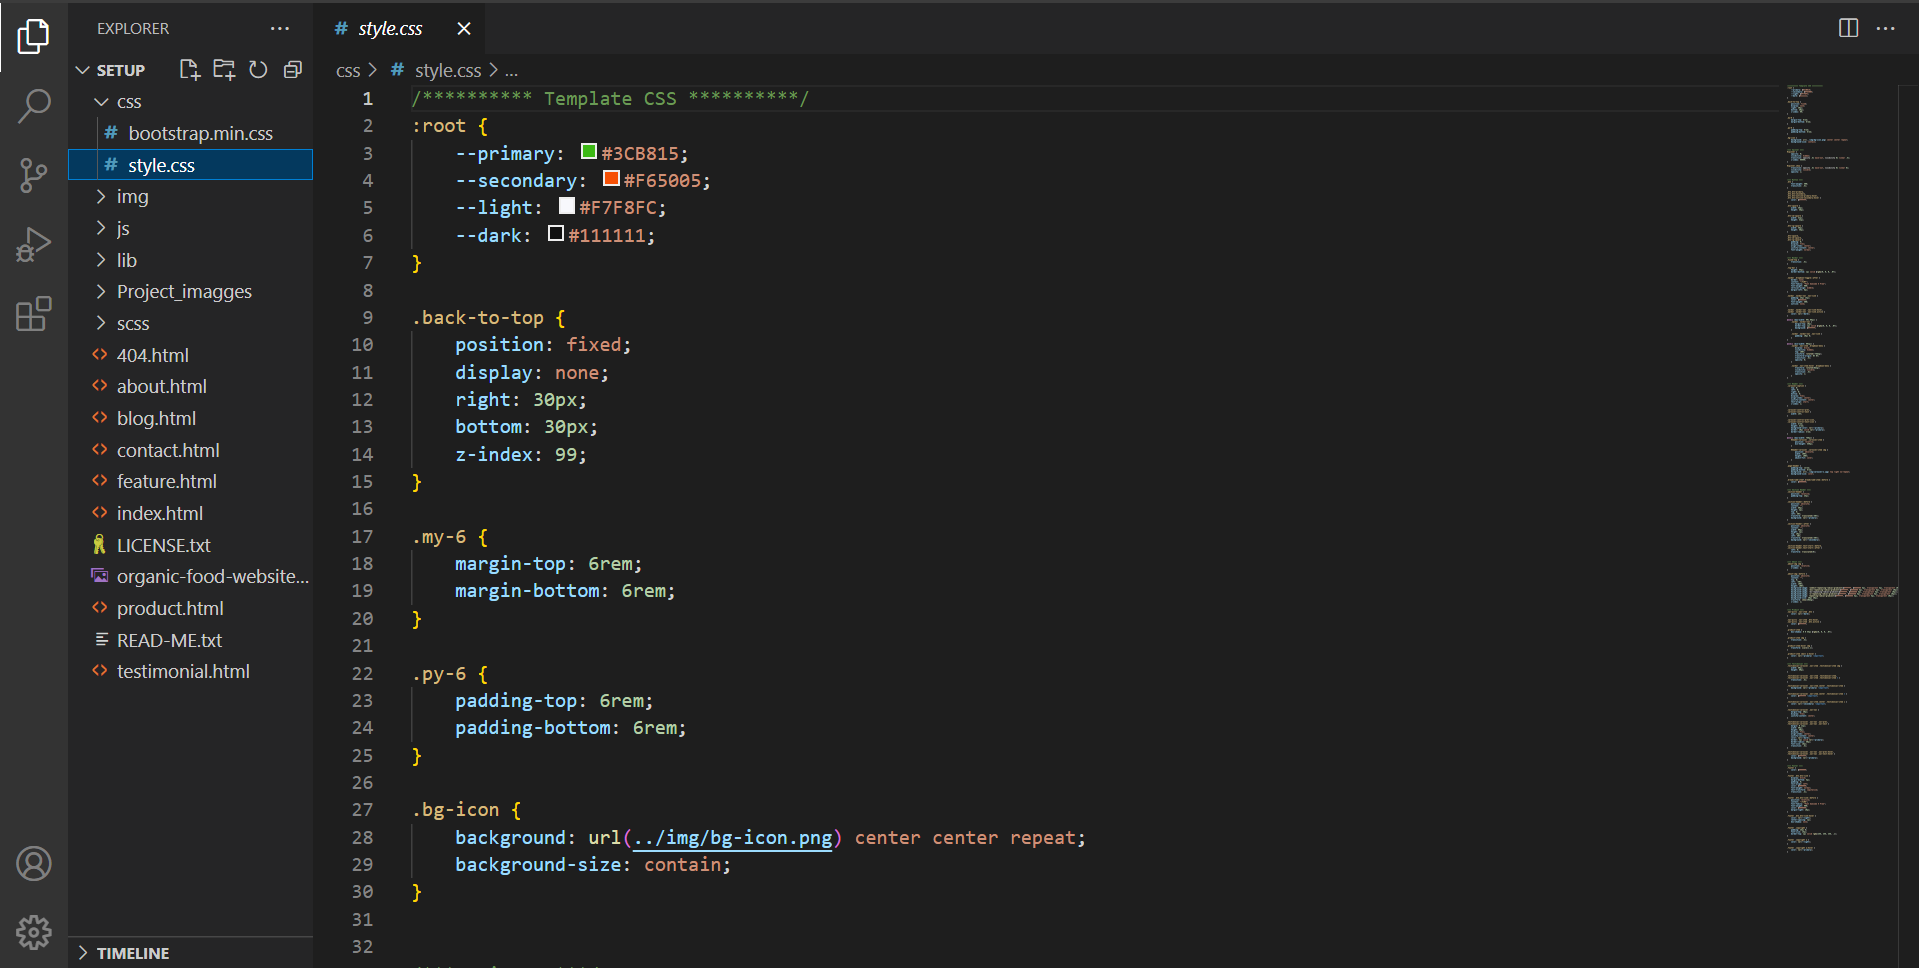 EXPLORER
SETUP
css
bootstrap.min.css
style.css
img
js
lib
Project_imagges
scss
404.html
about.html
blog.html
contact.html
feature.html
index.html
LICENSE.txt
organic-food-website...
product.html
READ-ME.txt
testimonial.html
TIMELINE
# style.css
css > # style.css > ...
1 /********** Template CSS **********/
2 :root {
3 --primary: #3CB815;
4 --secondary: #F65005;
5 --light: #F7F8FC;
6 --dark: #111111;
7 }
8
9 .back-to-top {
10 position: fixed;
11 display: none;
12 right: 30px;
13 bottom: 30px;
14 z-index: 99;
15 }
16
17 .my-6 {
18 margin-top: 6rem;
19 margin-bottom: 6rem;
20 }
21
22 .py-6 {
23 padding-top: 6rem;
24 padding-bottom: 6rem;
25 }
26
27 .bg-icon {
28 background: url(../img/bg-icon.png) center center repeat;
29 background-size: contain;
30 }
31
32